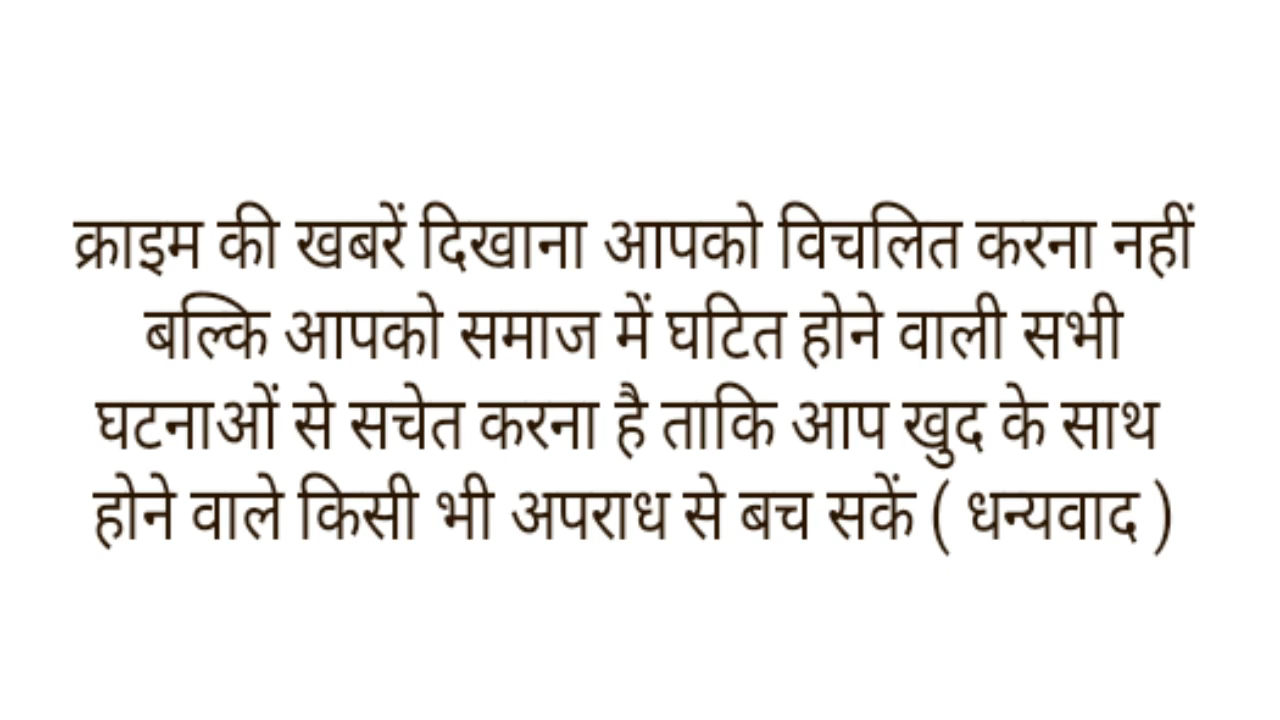 क्राइम की खबरें दिखाना आपको विचलित करना नहीं
बल्कि आपको समाज में घटित होने वाली सभी
घटनाओं से सचेत करना है ताकि आप खुद के साथ
होने वाले किसी भी अपराध से बच सकें ( धन्यवाद )